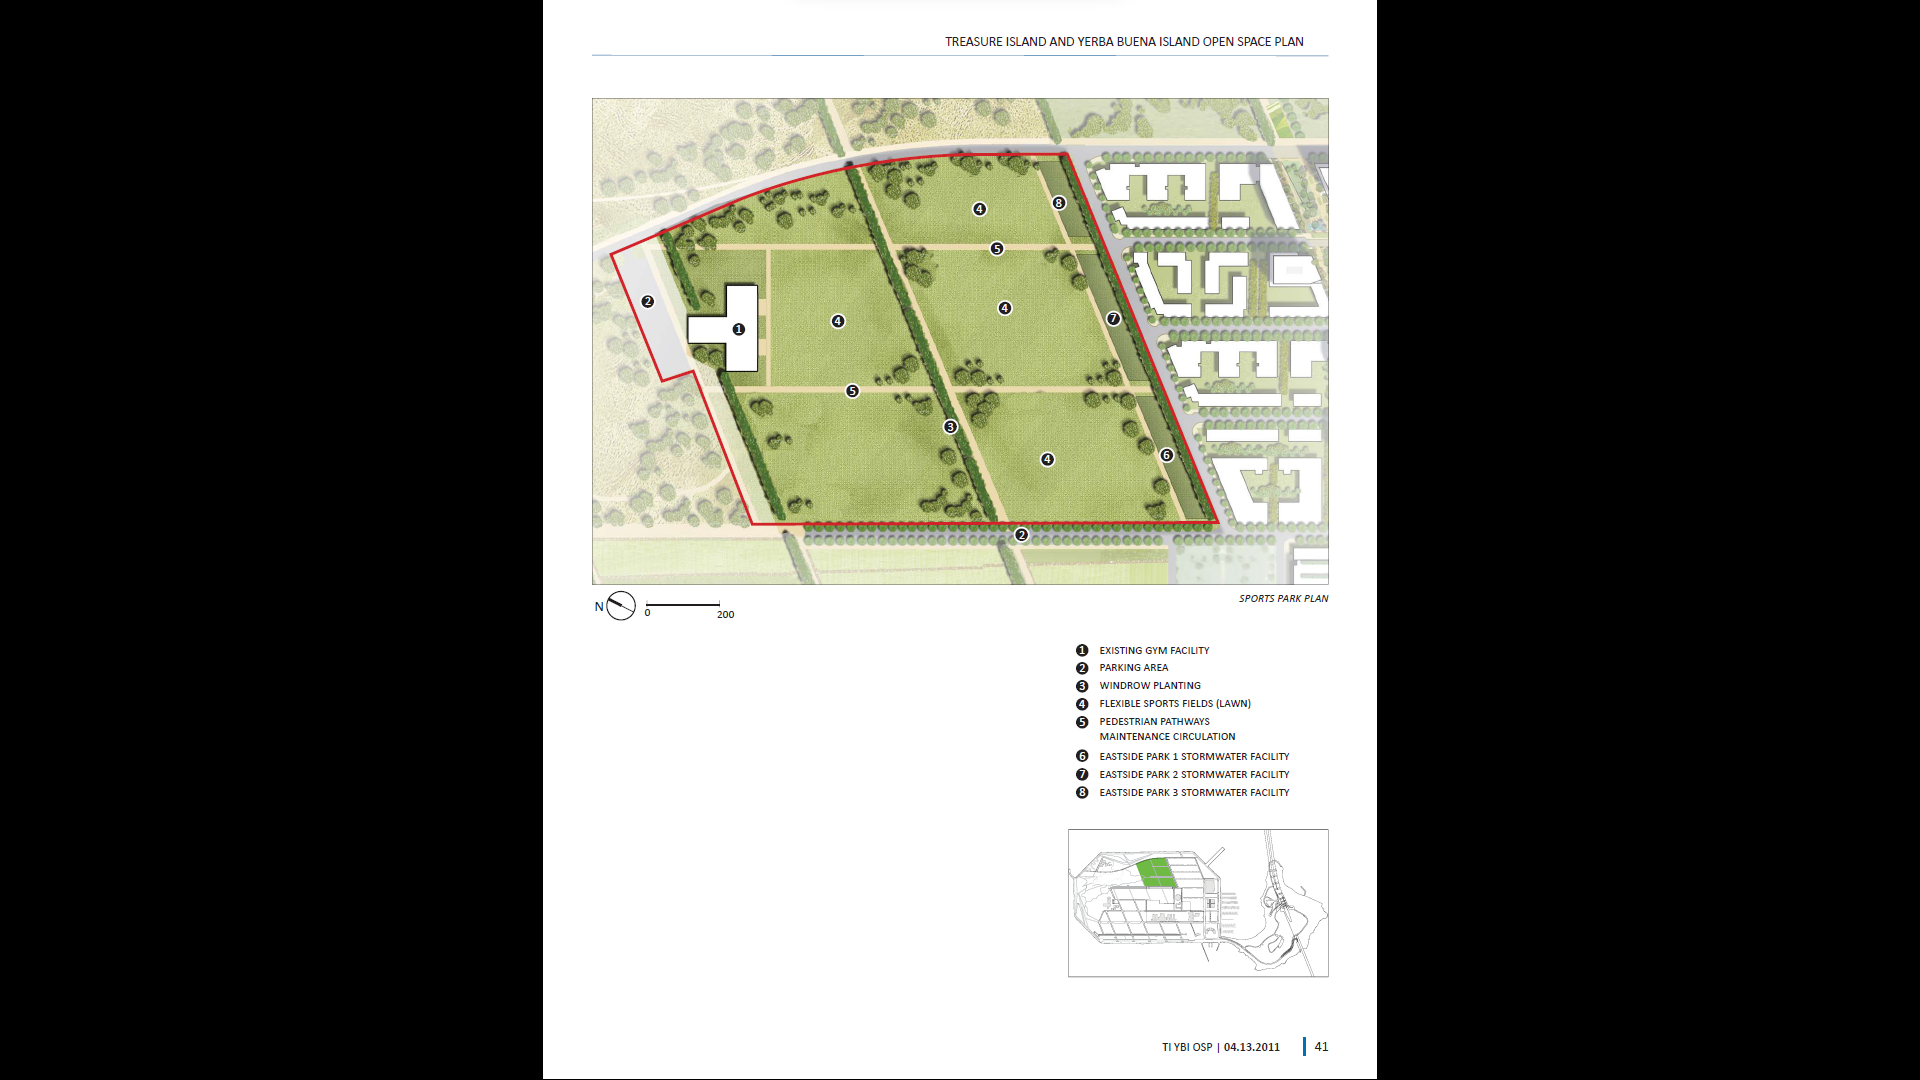 TREASURE ISLAND AND YERBA BUENA ISLAND OPEN SPACE PLAN
4
8
5
2
4
4
7
1
5
3
4
6
2
N
0
200
SPORTS PARK PLAN
1 EXISTING GYM FACILITY
2 PARKING AREA
3 WINDROW PLANTING
4 FLEXIBLE SPORTS FIELDS (LAWN)
5 PEDESTRIAN PATHWAYS
MAINTENANCE CIRCULATION
6 EASTSIDE PARK 1 STORMWATER FACILITY
7 EASTSIDE PARK 2 STORMWATER FACILITY
8 EASTSIDE PARK 3 STORMWATER FACILITY
TI YBI OSP | 04.13.2011 41